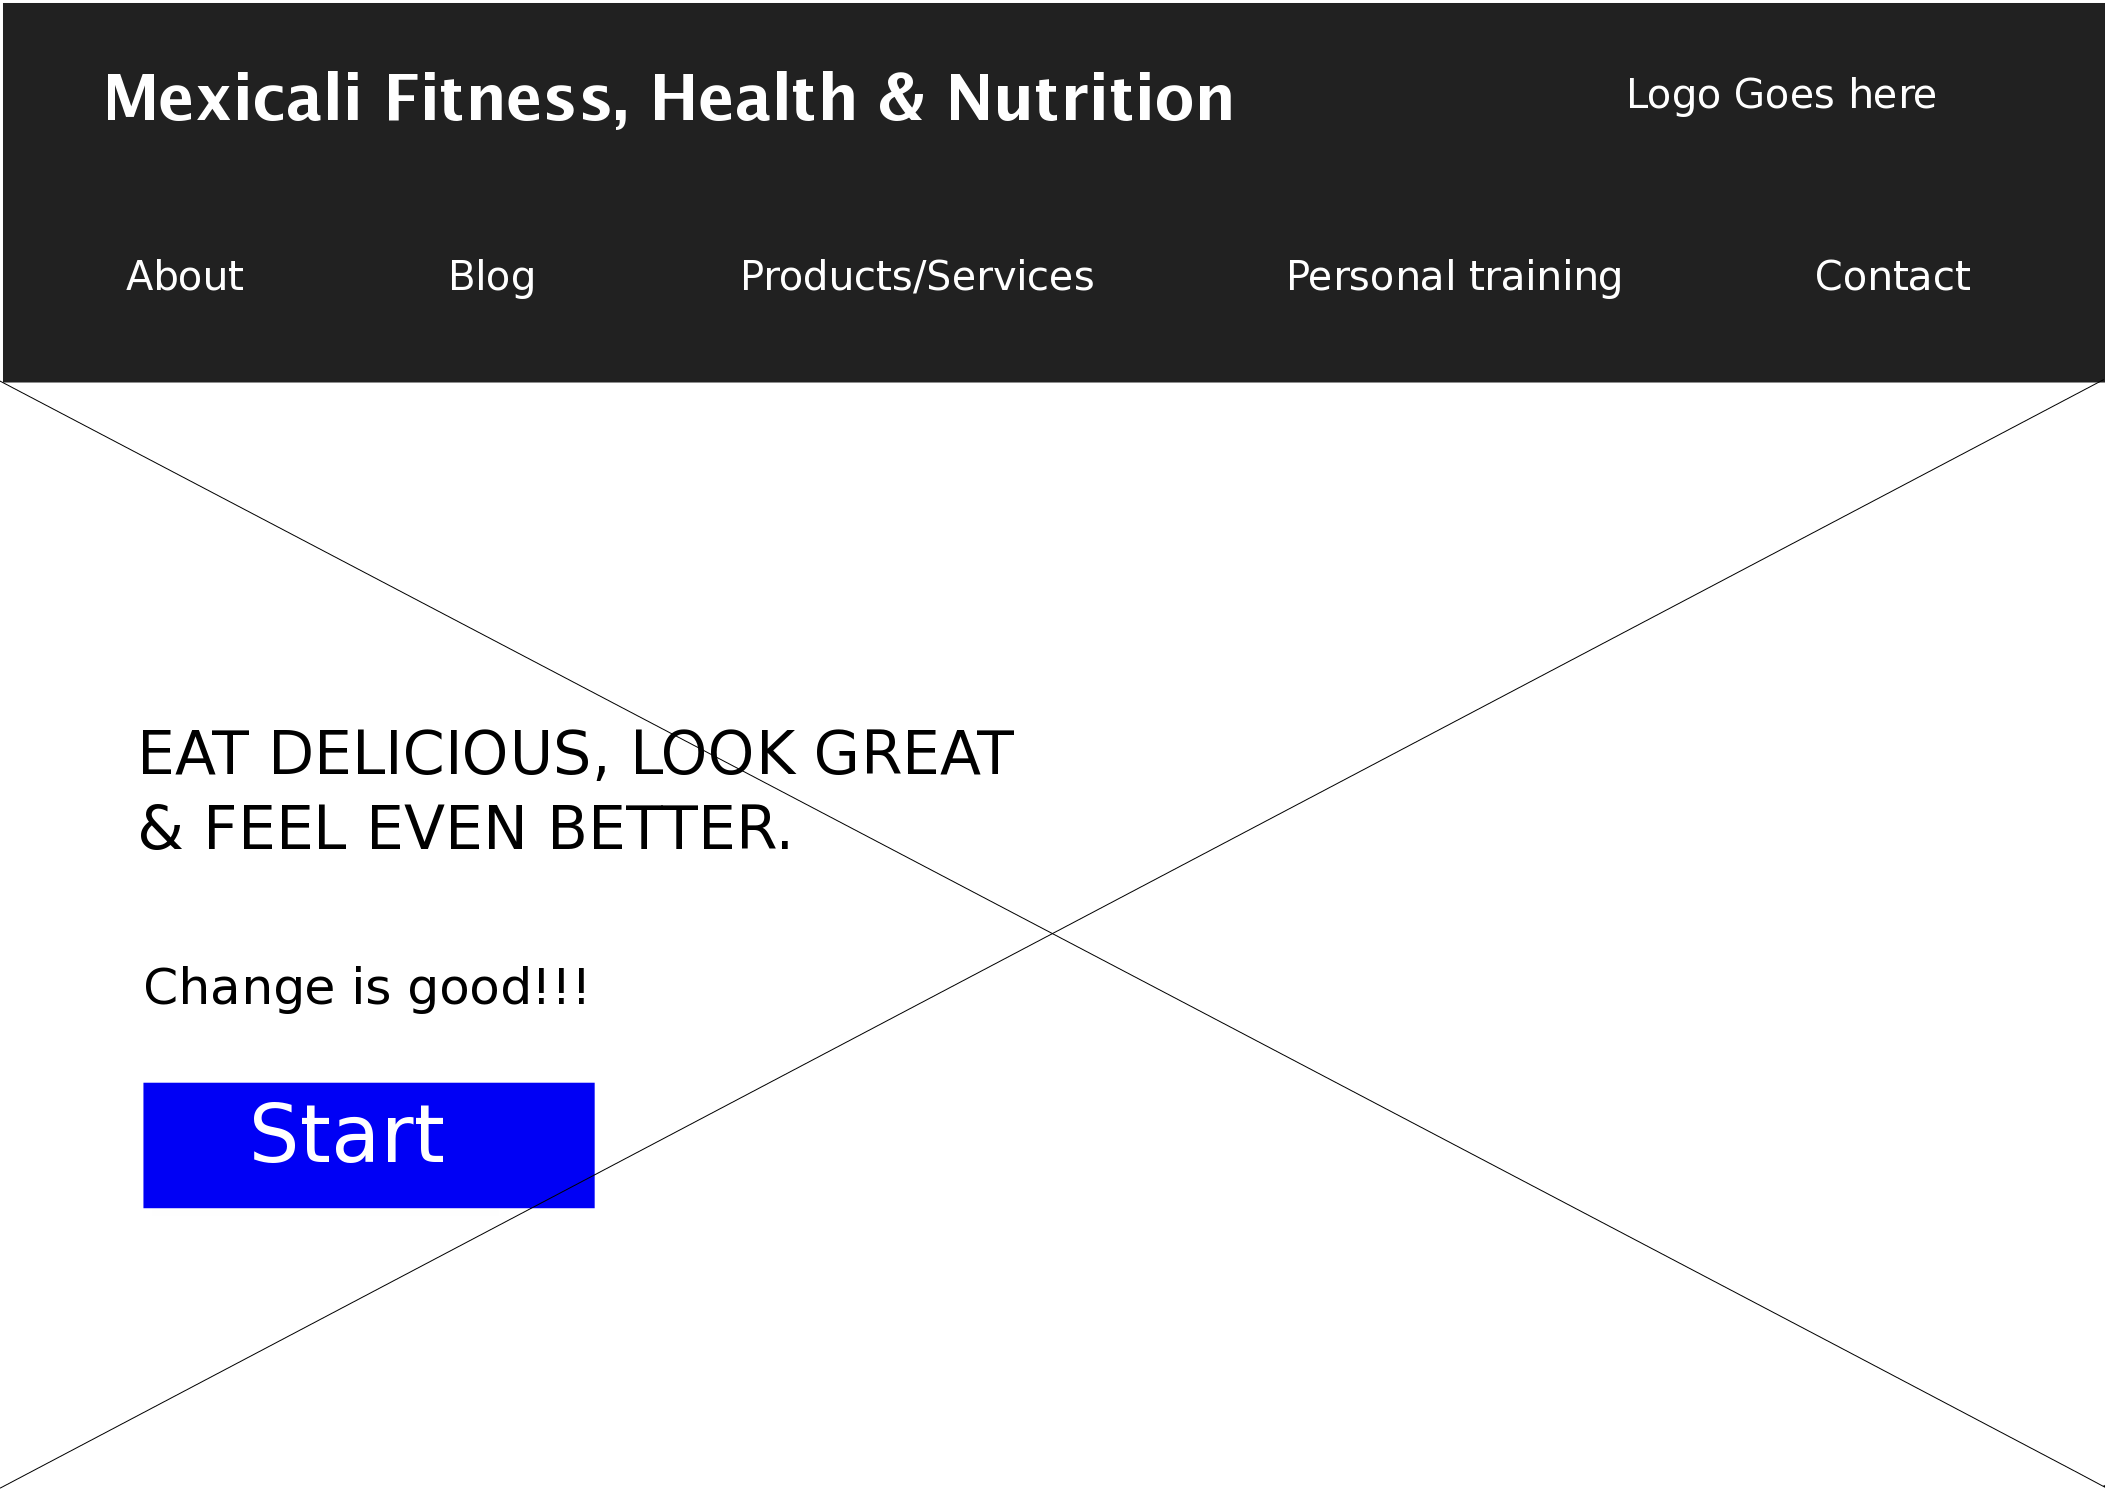 Mexicali Fitness, Health & Nutrition
Logo Goes here
About Blog Products/Services Personal training Contact
EAT DELICIOUS, LOOK GREAT
& FEEL EVEN BETTER.
Change is good!!!
Start